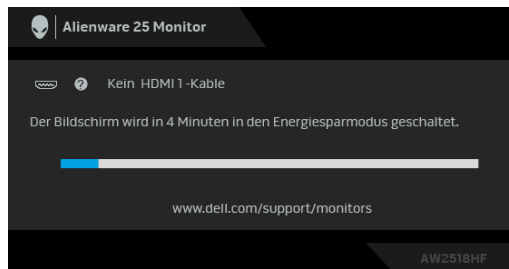 Alienware 25 Monitor
? Kein HDMI 1 -Kable
Der Bildschirm wird in 4 Minuten in den Energiesparmodus geschaltet.
www.dell.com/support/monitors
AW2518HF